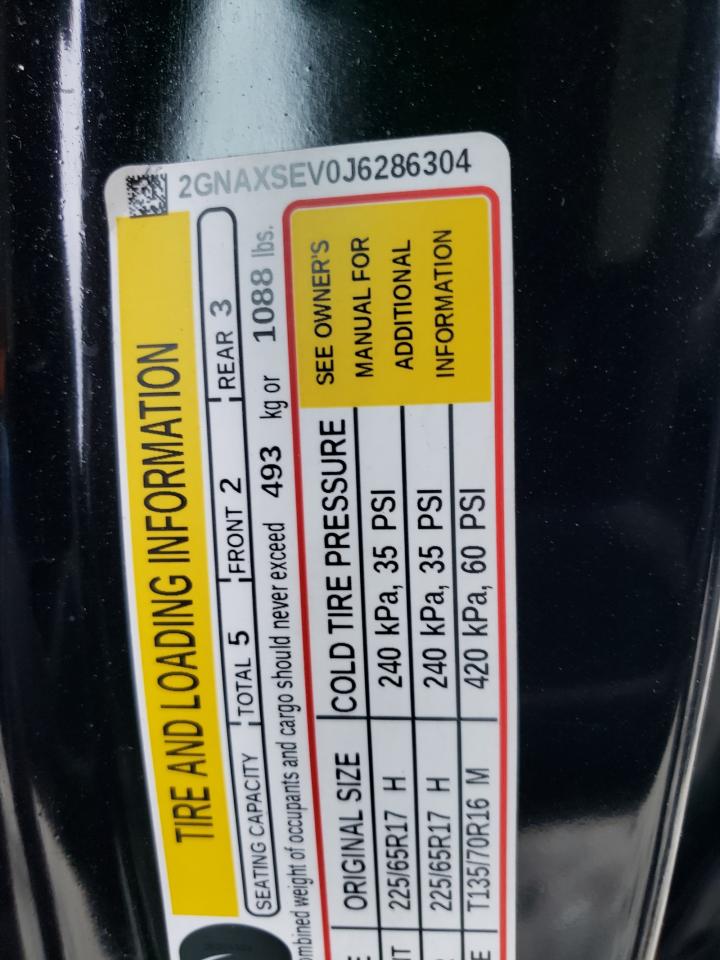 2GNAXSEV0J6286304
TIRE AND LOADING INFORMATION
SEATING CAPACITY TOTAL 5 FRONT 2 REAR 3
weight of occupants and cargo should never exceed 493 kg or 1088 lbs.
ORIGINAL SIZE COLD TIRE PRESSURE
225/65R17 H 240 kPa, 35 PSI
225/65R17 H 240 kPa, 35 PSI
T135/70R16 M 420 kPa, 60 PSI
SEE OWNER'S
MANUAL FOR
ADDITIONAL
INFORMATION